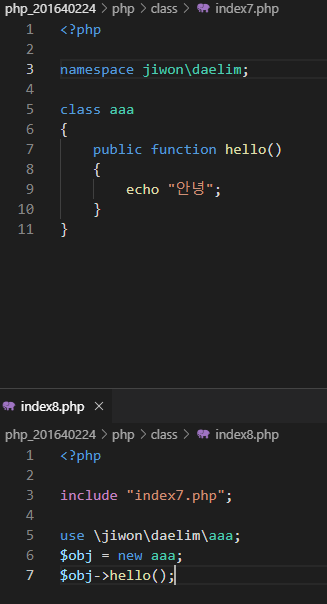 php_201640224 > php > class > index7.php
1 <?php
2
3 namespace jiwon\daelim;
4
5 class aaa
6 {
7 public function hello()
8 {
9 echo "안녕";
10 }
11 }
index8.php ×
php_201640224 > php > class > index8.php
1 <?php
2
3 include "index7.php";
4
5 use \jiwon\daelim\aaa;
6 $obj = new aaa;
7 $obj->hello();